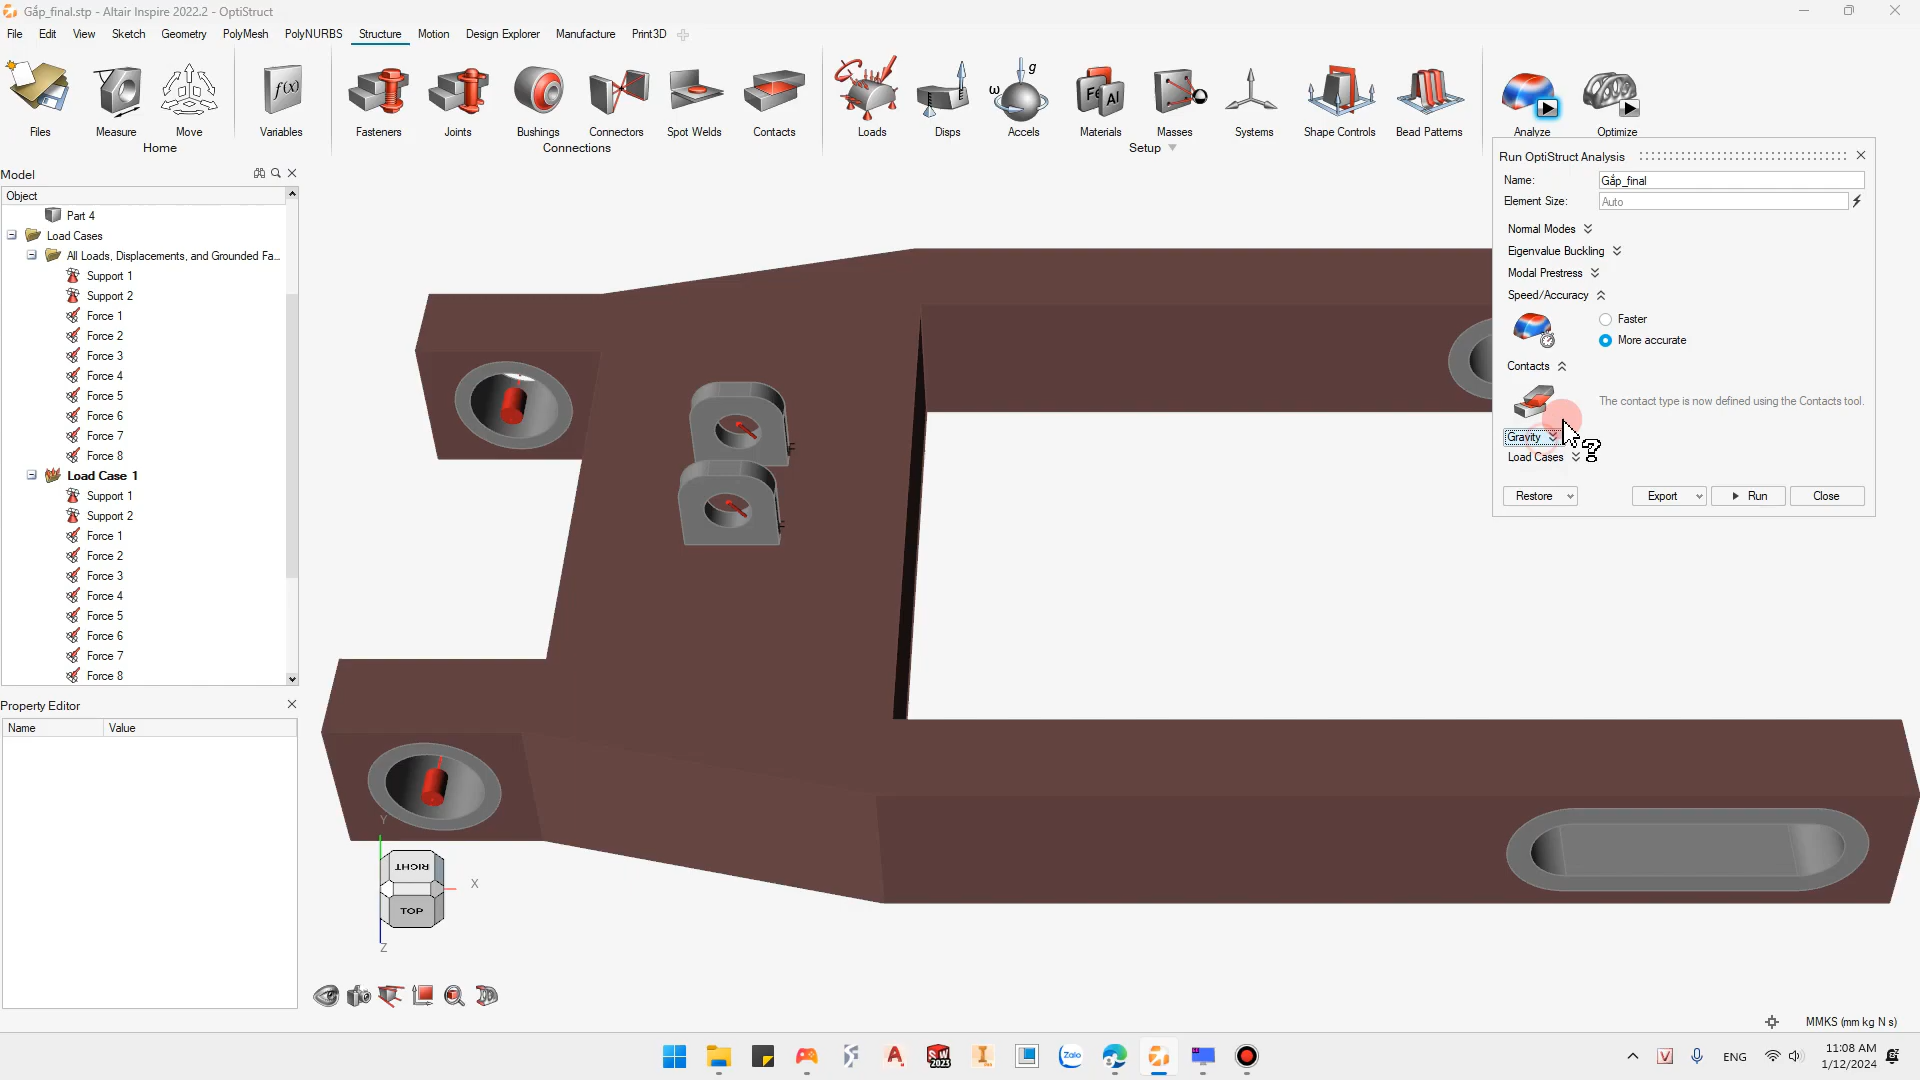 Gắp_final.stp - Altair Inspire 2022.2 - OptiStruct
File Edit View Sketch Geometry PolyMesh PolyNURBS Structure Motion Design Explorer Manufacture Print3D
Files Measure Move Variables Fasteners Joints Bushings Connectors Spot Welds Contacts Loads Disps Accels Materials Masses Systems Shape Controls Bead Patterns Analyze Optimize
Home Connections Setup
Model
Object
Part 4
Load Cases
All Loads, Displacements, and Grounded Fa...
Support 1
Support 2
Force 1
Force 2
Force 3
Force 4
Force 5
Force 6
Force 7
Force 8
Load Case 1
Support 1
Support 2
Force 1
Force 2
Force 3
Force 4
Force 5
Force 6
Force 7
Force 8
Property Editor
Name Value
Run OptiStruct Analysis
Name: Gắp_final
Element Size: Auto
Normal Modes
Eigenvalue Buckling
Modal Prestress
Speed/Accuracy
Faster
More accurate
Contacts
The contact type is now defined using the Contacts tool.
Gravity
Load Cases
Restore Export Run Close
Y
RIGHT
X
TOP
Z
MMKS (mm kg N s)
ENG
11:08 AM
1/12/2024
f(x)
g
ω
Fe
Al
SW
2023
Zalo
V